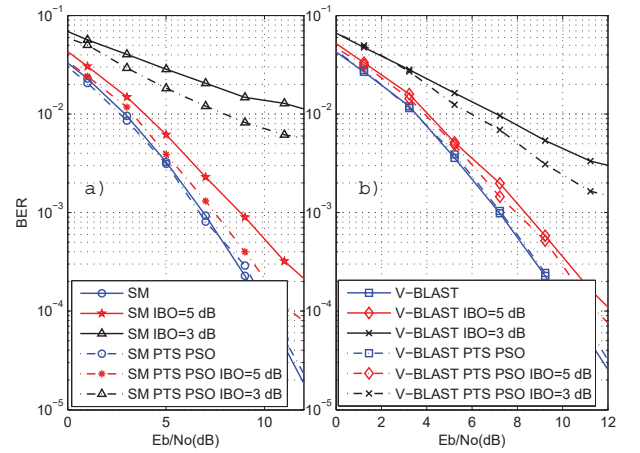 BER
10^-1
10^-2
10^-3
10^-4
10^-5
a)
SM
SM IBO=5 dB
SM IBO=3 dB
SM PTS PSO
SM PTS PSO IBO=5 dB
SM PTS PSO IBO=3 dB
0 5 10
Eb/No(dB)
10^-1
10^-2
10^-3
10^-4
10^-5
b)
V-BLAST
V-BLAST IBO=5 dB
V-BLAST IBO=3 dB
V-BLAST PTS PSO
V-BLAST PTS PSO IBO=5 dB
V-BLAST PTS PSO IBO=3 dB
0 2 4 6 8 10 12
Eb/No(dB)